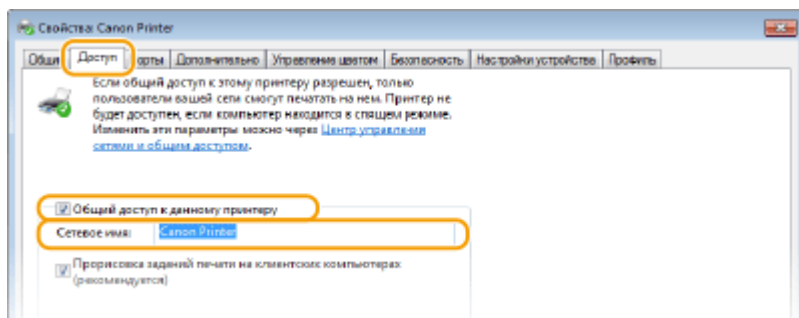 Свойства: Canon Printer
Общи Доступ орты Дополнительно Управление цветом Безопасность Настройки устройства Профиль
Если общий доступ к этому принтеру разрешен, только
пользователи вашей сети смогут печатать на нем. Принтер не
будет доступен, если компьютер находится в спящем режиме.
Изменить эти параметры можно через Центр управления
сетями и общим доступом.
Общий доступ к данному принтеру
Сетевое имя: Canon Printer
Прорисовка заданий печати на клиентских компьютерах
(рекомендуется)